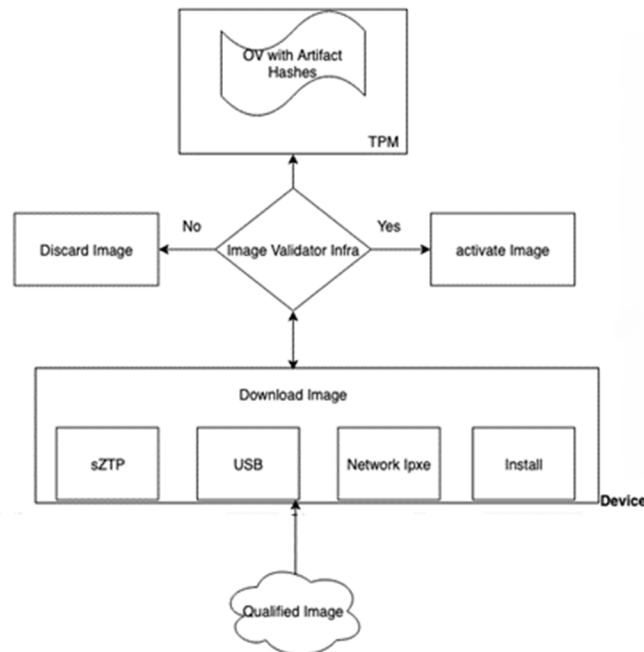 OV with Artifact
Hashes
TPM
No
Yes
Discard Image
Image Validator Infra
activate Image
Download Image
sZTP
USB
Network Ipxe
Install
Device
Qualified Image